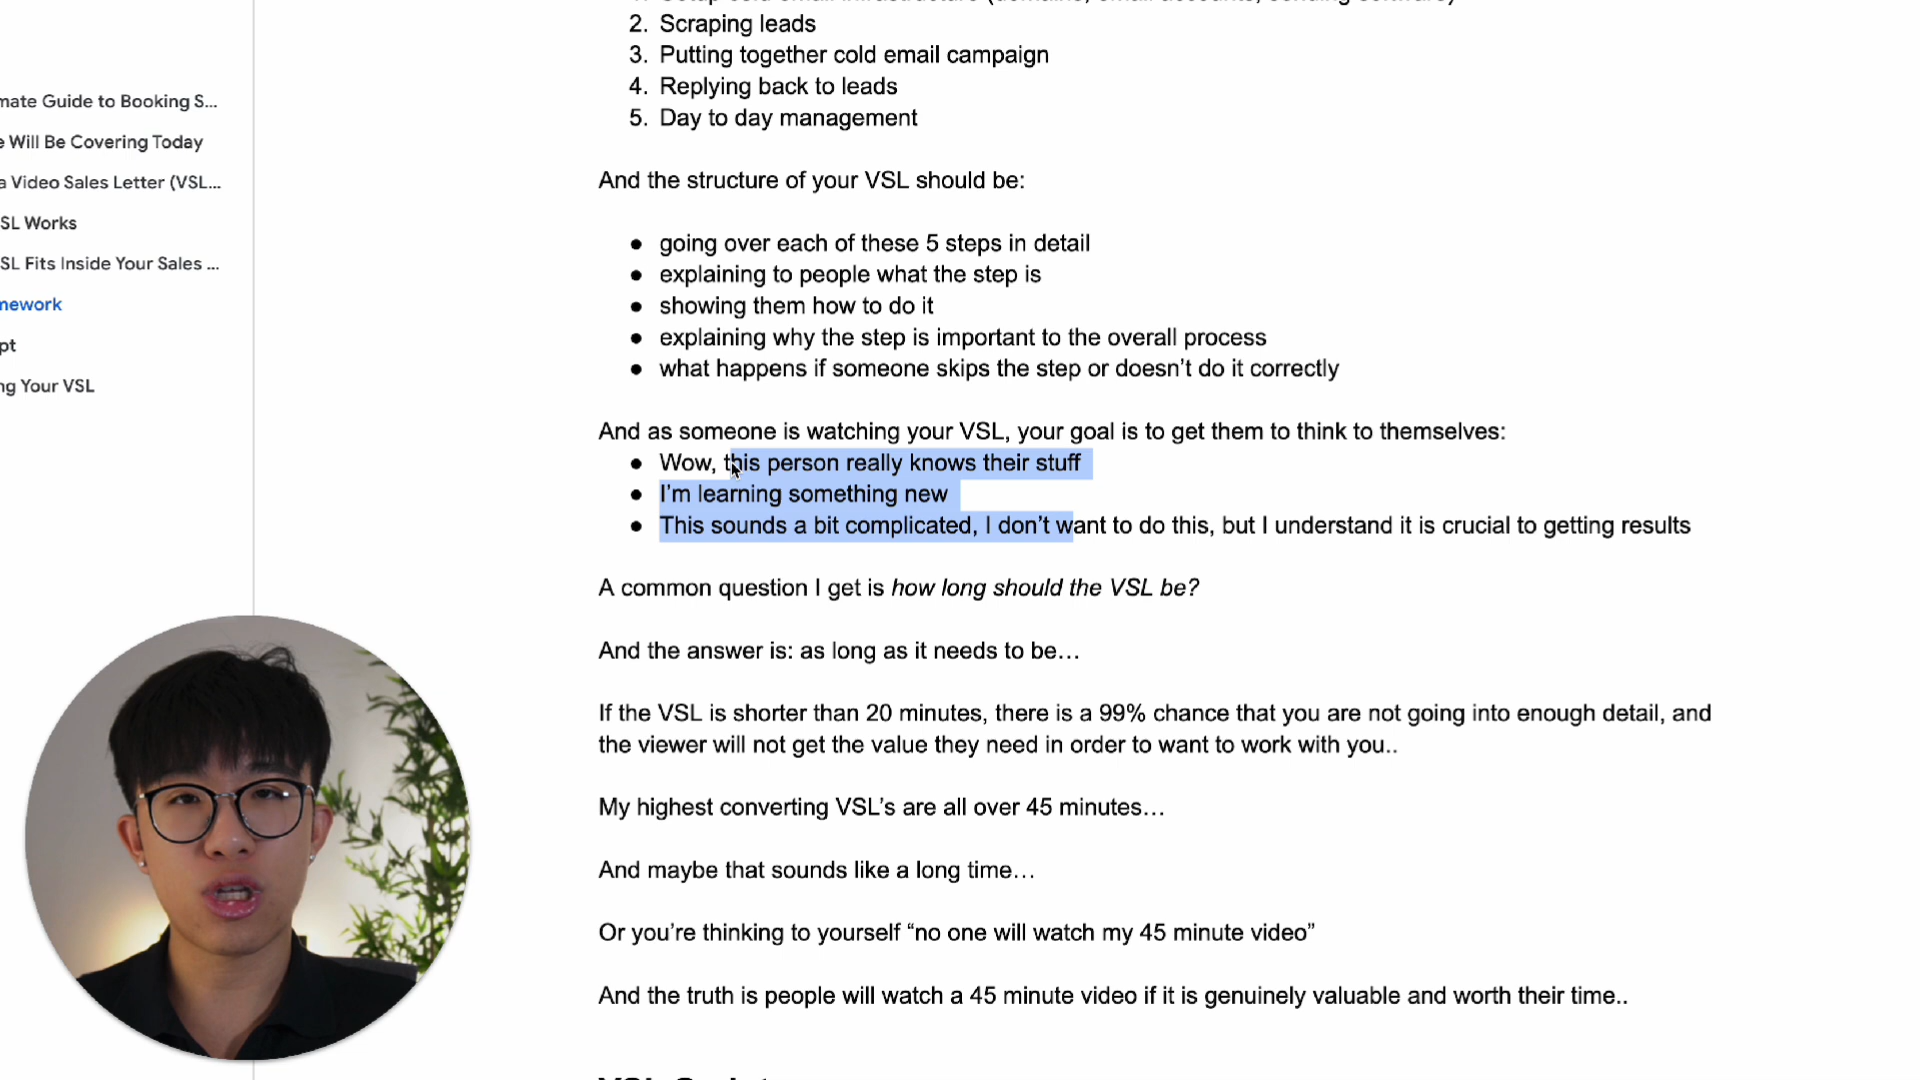 2. Scraping leads
3. Putting together cold email campaign
4. Replying back to leads
5. Day to day management
mate Guide to Booking S...
e Will Be Covering Today
a Video Sales Letter (VSL...
SL Works
SL Fits Inside Your Sales ...
nework
pt
ng Your VSL
And the structure of your VSL should be:
● going over each of these 5 steps in detail
● explaining to people what the step is
● showing them how to do it
● explaining why the step is important to the overall process
● what happens if someone skips the step or doesn’t do it correctly
And as someone is watching your VSL, your goal is to get them to think to themselves:
● Wow, this person really knows their stuff
● I’m learning something new
● This sounds a bit complicated, I don’t want to do this, but I understand it is crucial to getting results
A common question I get is how long should the VSL be?
And the answer is: as long as it needs to be…
If the VSL is shorter than 20 minutes, there is a 99% chance that you are not going into enough detail, and
the viewer will not get the value they need in order to want to work with you..
My highest converting VSL’s are all over 45 minutes…
And maybe that sounds like a long time…
Or you’re thinking to yourself “no one will watch my 45 minute video”
And the truth is people will watch a 45 minute video if it is genuinely valuable and worth their time..